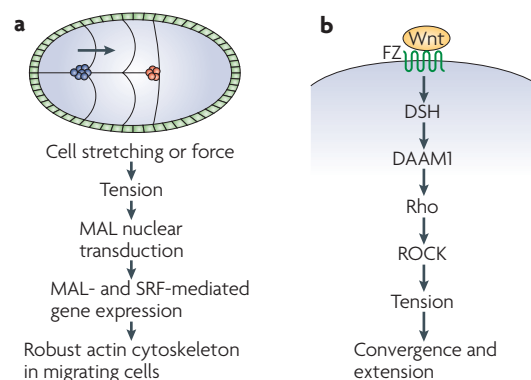 a
Cell stretching or force
Tension
MAL nuclear
transduction
MAL- and SRF-mediated
gene expression
Robust actin cytoskeleton
in migrating cells
b
Wnt
FZ
DSH
DAAM1
Rho
ROCK
Tension
Convergence and
extension